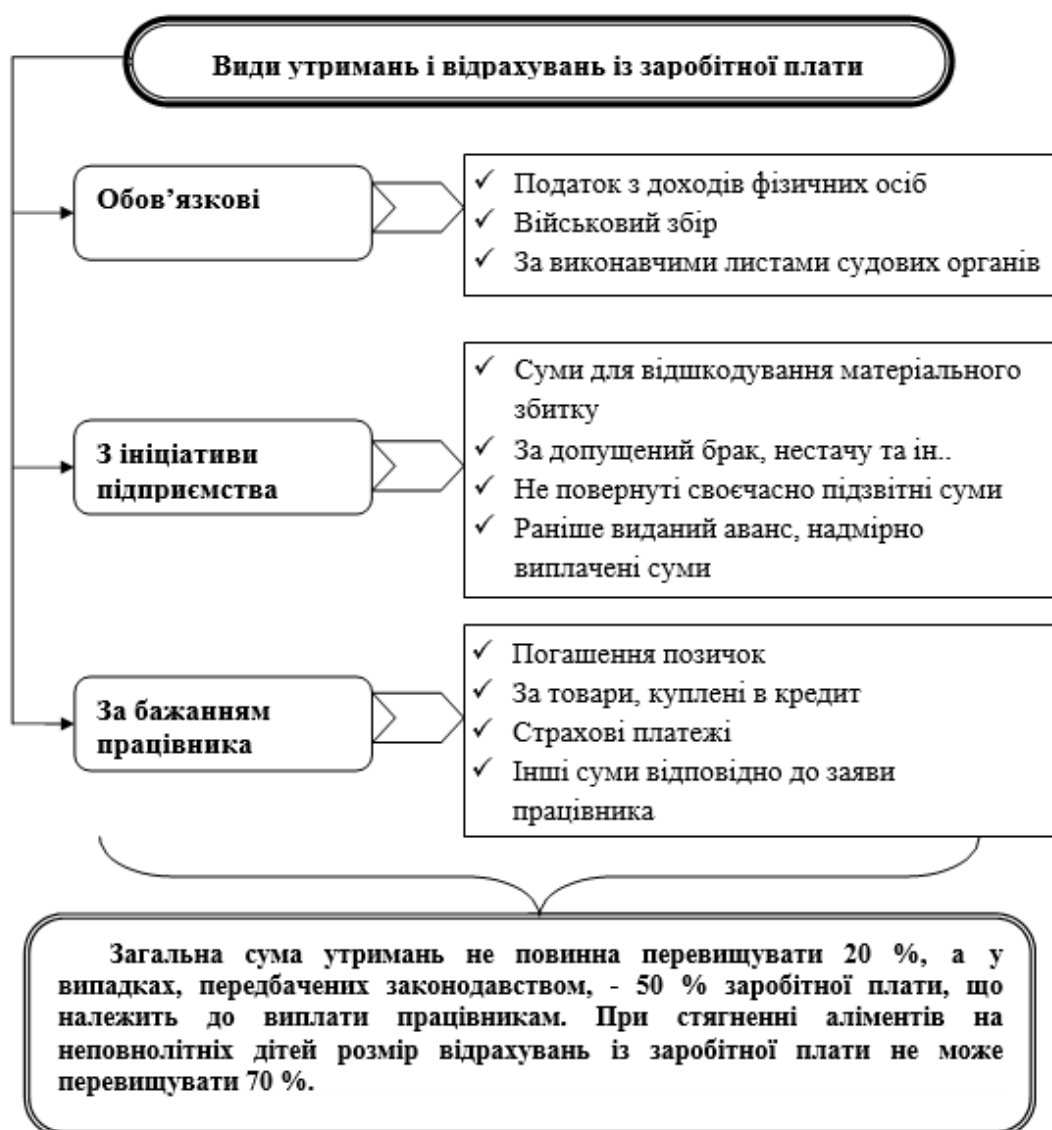 Види утримань і відрахувань із заробітної плати
Обов’язкові
✓ Податок з доходів фізичних осіб
✓ Військовий збір
✓ За виконавчими листами судових органів
З ініціативи
підприємства
✓ Суми для відшкодування матеріального
збитку
✓ За допущений брак, нестачу та ін..
✓ Не повернуті своєчасно підзвітні суми
✓ Раніше виданий аванс, надмірно
виплачені суми
За бажанням
працівника
✓ Погашення позичок
✓ За товари, куплені в кредит
✓ Страхові платежі
✓ Інші суми відповідно до заяви
працівника
Загальна сума утримань не повинна перевищувати 20 %, а у
випадках, передбачених законодавством, - 50 % заробітної плати, що
належить до виплати працівникам. При стягненні аліментів на
неповнолітніх дітей розмір відрахувань із заробітної плати не може
перевищувати 70 %.